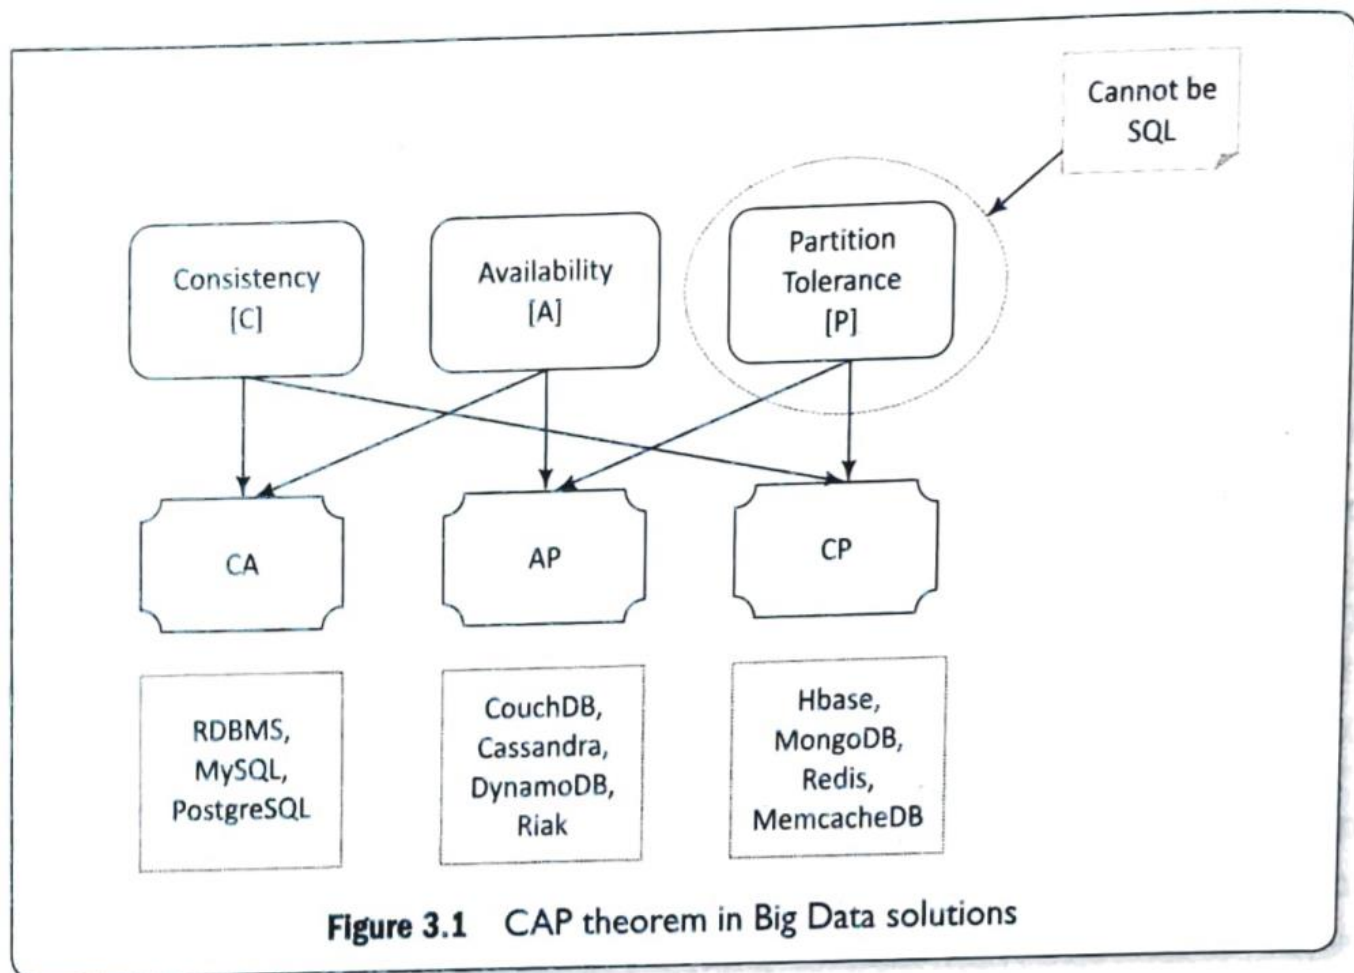 Cannot be
SQL
Consistency
[C]
Availability
[A]
Partition
Tolerance
[P]
CA
AP
CP
RDBMS,
MySQL,
PostgreSQL
CouchDB,
Cassandra,
DynamoDB,
Riak
Hbase,
MongoDB,
Redis,
MemcacheDB
Figure 3.1 CAP theorem in Big Data solutions